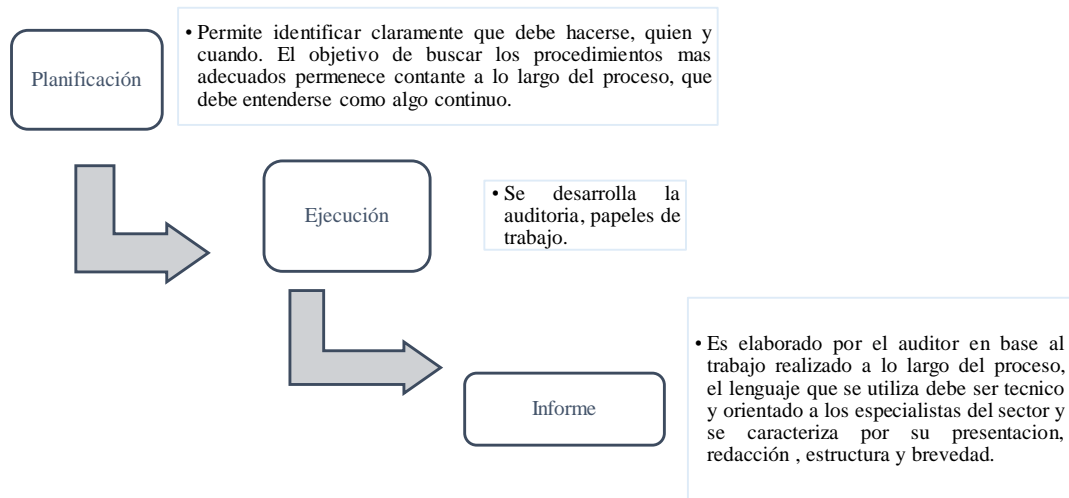 Planificación
• Permite identificar claramente que debe hacerse, quien y
cuando. El objetivo de buscar los procedimientos mas
adecuados permenece contante a lo largo del proceso, que
debe entenderse como algo continuo.
Ejecución
• Se desarrolla la
auditoria, papeles de
trabajo.
Informe
• Es elaborado por el auditor en base al
trabajo realizado a lo largo del proceso,
el lenguaje que se utiliza debe ser tecnico
y orientado a los especialistas del sector y
se caracteriza por su presentacion,
redacción , estructura y brevedad.